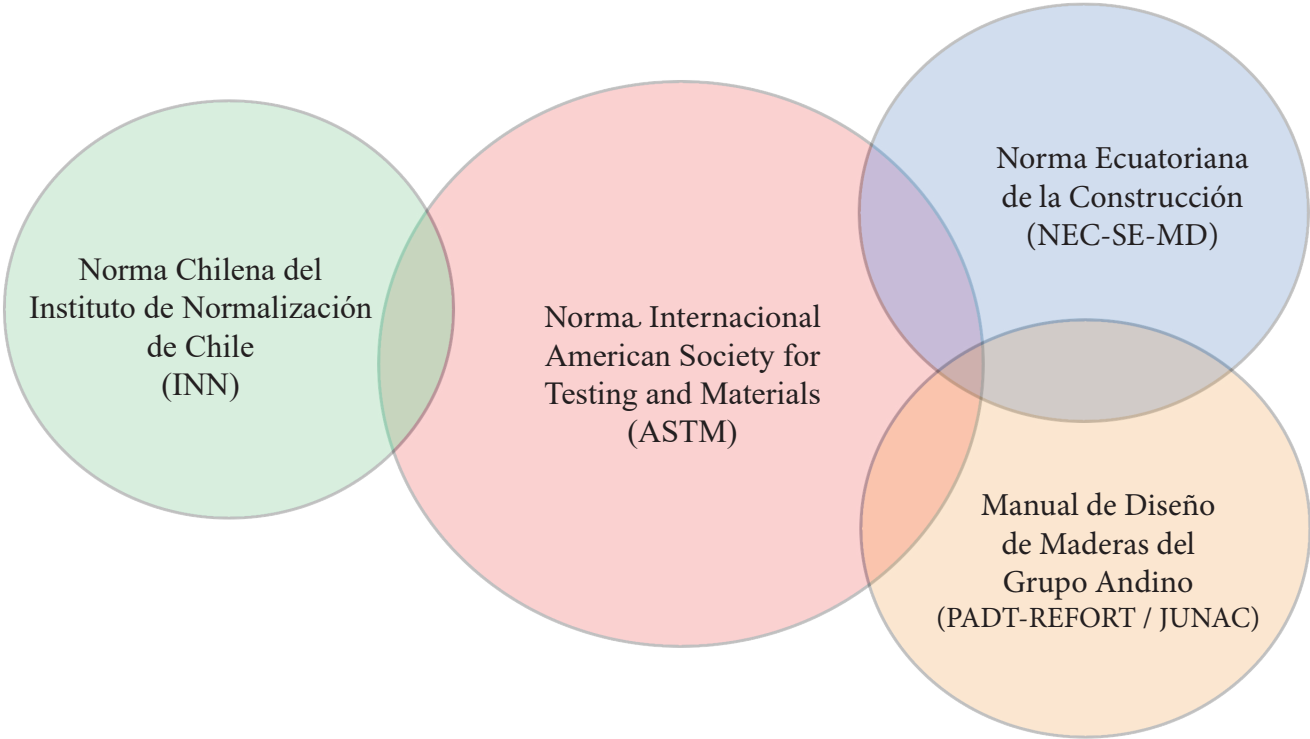 Norma Chilena del
Instituto de Normalización
de Chile
(INN)
Norma Internacional
American Society for
Testing and Materials
(ASTM)
Norma Ecuatoriana
de la Construcción
(NEC-SE-MD)
Manual de Diseño
de Maderas del
Grupo Andino
(PADT-REFORT / JUNAC)